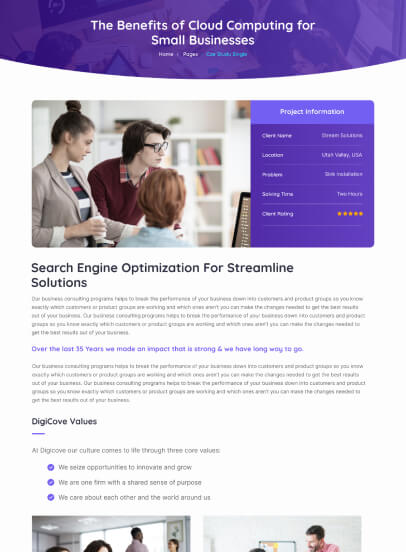 The Benefits of Cloud Computing for
Small Businesses
Home
Pages
Case Study Single
Project Information
Client Name Stream Solutions
Location Utah Valley, USA
Problem Sink Installation
Solving Time Two Hours
Client Rating
Search Engine Optimization For Streamline
Solutions
Our business consulting programs helps to break the performance of your business down into customers and product groups so you know
exactly which customers or product groups are working and which ones aren't you can make the changes needed to get the best results
out of your business. Our business consulting programs helps to break the performance of your business down into customers and product
groups so you know exactly which customers or product groups are working and which ones aren't you can make the changes needed to
get the best results out of your business.
Over the last 35 Years we made an impact that is strong & we have long way to go.
Our business consulting programs helps to break the performance of your business down into customers and product groups so you know
exactly which customers or product groups are working and which ones aren't you can make the changes needed to get the best results
out of your business. Our business consulting programs helps to break the performance of your business down into customers and product
groups so you know exactly which customers or product groups are working and which ones aren't you can make the changes needed to
get the best results out of your business.
DigiCove Values
At Digicove our culture comes to life through three core values:
We seize opportunities to innovate and grow
We are one firm with a shared sense of purpose
We care about each other and the world around us